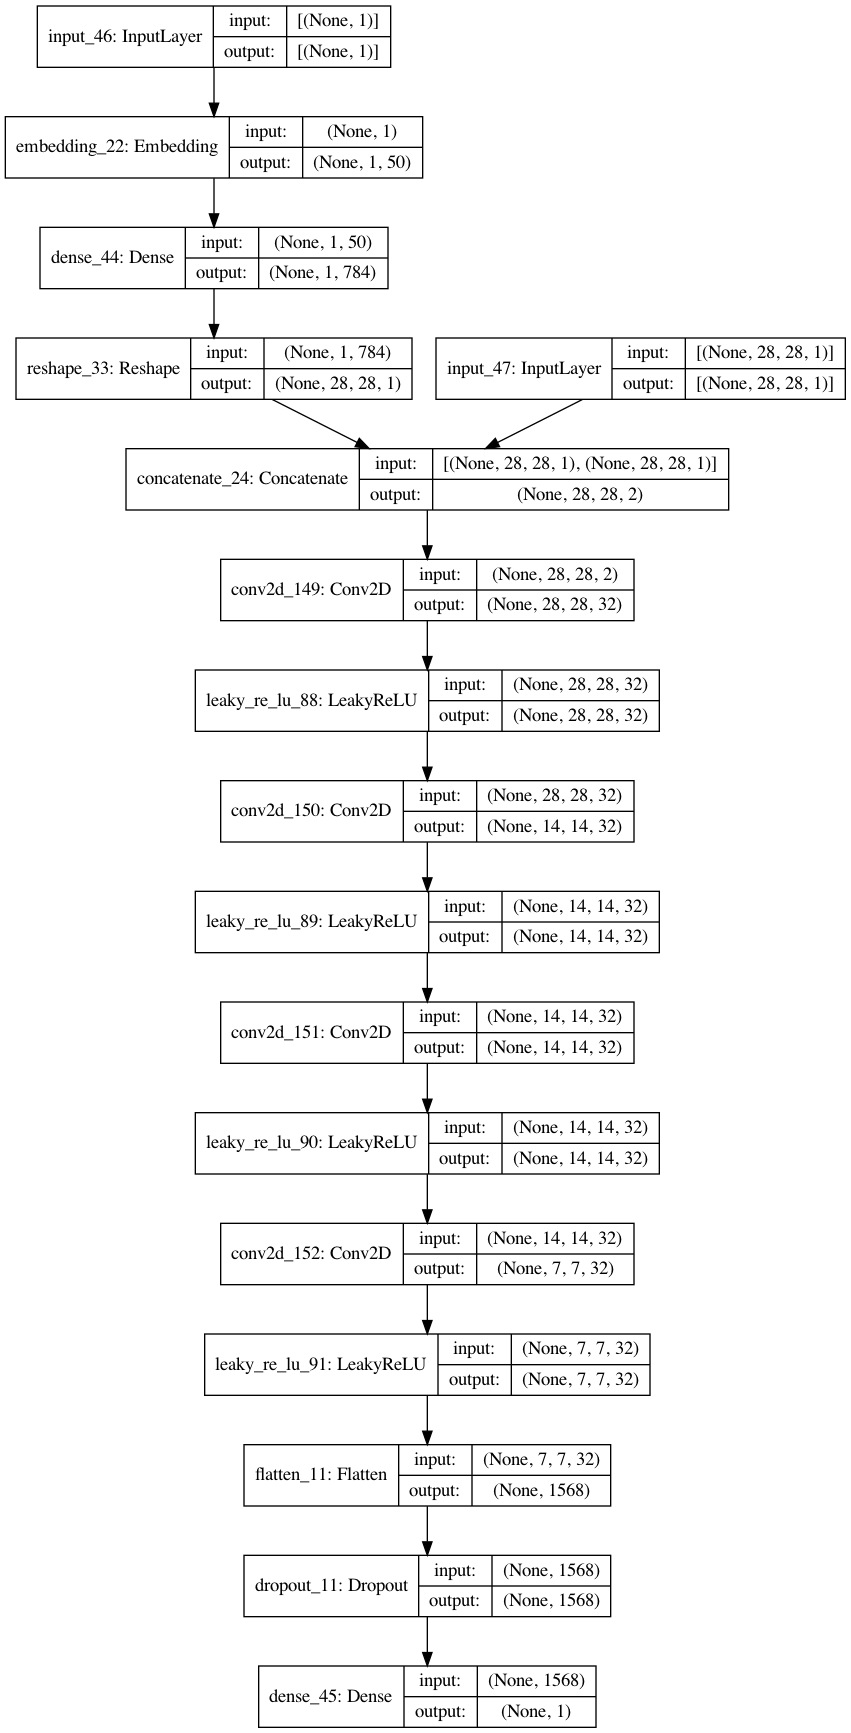 input_46: InputLayer
input: [(None, 1)]
output: [(None, 1)]
embedding_22: Embedding
input: (None, 1)
output: (None, 1, 50)
dense_44: Dense
input: (None, 1, 50)
output: (None, 1, 784)
reshape_33: Reshape
input: (None, 1, 784)
output: (None, 28, 28, 1)
input_47: InputLayer
input: [(None, 28, 28, 1)]
output: [(None, 28, 28, 1)]
concatenate_24: Concatenate
input: [(None, 28, 28, 1), (None, 28, 28, 1)]
output: (None, 28, 28, 2)
conv2d_149: Conv2D
input: (None, 28, 28, 2)
output: (None, 28, 28, 32)
leaky_re_lu_88: LeakyReLU
input: (None, 28, 28, 32)
output: (None, 28, 28, 32)
conv2d_150: Conv2D
input: (None, 28, 28, 32)
output: (None, 14, 14, 32)
leaky_re_lu_89: LeakyReLU
input: (None, 14, 14, 32)
output: (None, 14, 14, 32)
conv2d_151: Conv2D
input: (None, 14, 14, 32)
output: (None, 14, 14, 32)
leaky_re_lu_90: LeakyReLU
input: (None, 14, 14, 32)
output: (None, 14, 14, 32)
conv2d_152: Conv2D
input: (None, 14, 14, 32)
output: (None, 7, 7, 32)
leaky_re_lu_91: LeakyReLU
input: (None, 7, 7, 32)
output: (None, 7, 7, 32)
flatten_11: Flatten
input: (None, 7, 7, 32)
output: (None, 1568)
dropout_11: Dropout
input: (None, 1568)
output: (None, 1568)
dense_45: Dense
input: (None, 1568)
output: (None, 1)